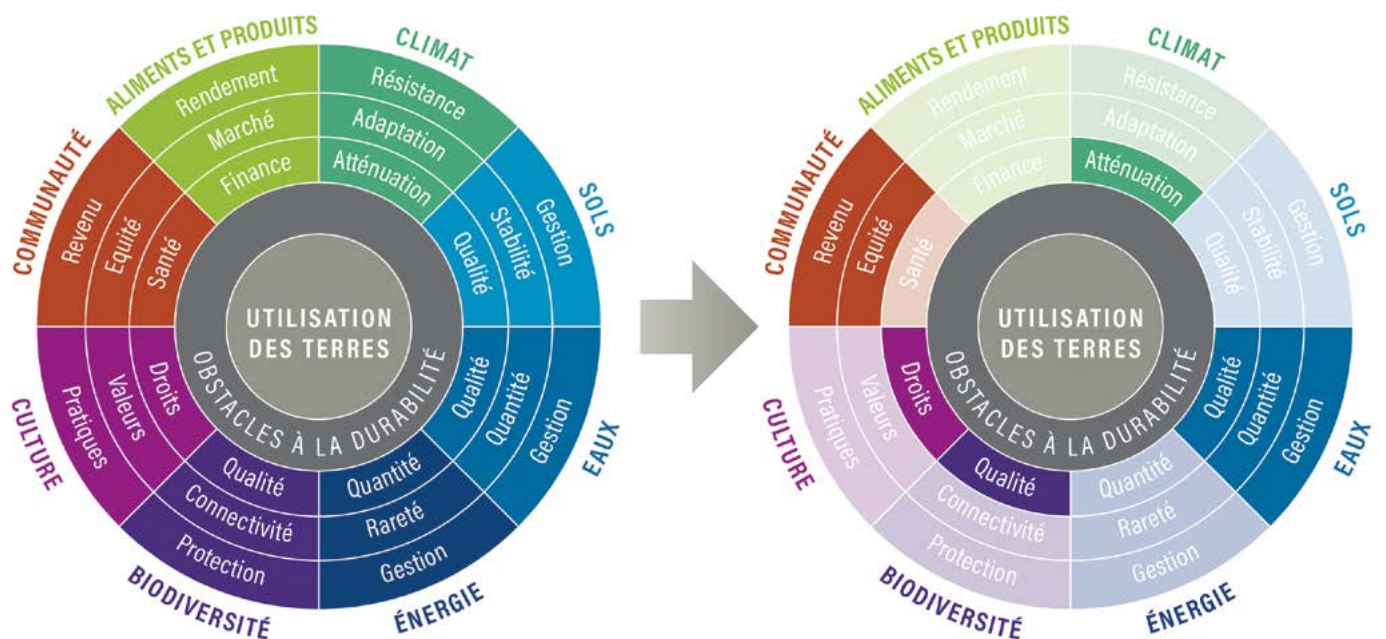 ALIMENTS ET PRODUITS
Rendement
Marché
Finance
CLIMAT
Résistance
Adaptation
Atténuation
SOLS
Gestion
Stabilité
Qualité
EAUX
Qualité
Quantité
Gestion
ÉNERGIE
Quantité
Rareté
Gestion
BIODIVERSITÉ
Qualité
Connectivité
Protection
CULTURE
Pratiques
Valeurs
Droits
COMMUNAUTÉ
Revenu
Equité
Santé
UTILISATION
DES TERRES
OBSTACLES À LA DURABILITÉ
ALIMENTS ET PRODUITS
Rendement
Marché
Finance
CLIMAT
Résistance
Adaptation
Atténuation
SOLS
Gestion
Stabilité
Qualité
EAUX
Qualité
Quantité
Gestion
ÉNERGIE
Quantité
Rareté
Gestion
BIODIVERSITÉ
Qualité
Connectivité
Protection
CULTURE
Pratiques
Valeurs
Droits
COMMUNAUTÉ
Revenu
Equité
Santé
UTILISATION
DES TERRES
OBSTACLES À LA DURABILITÉ